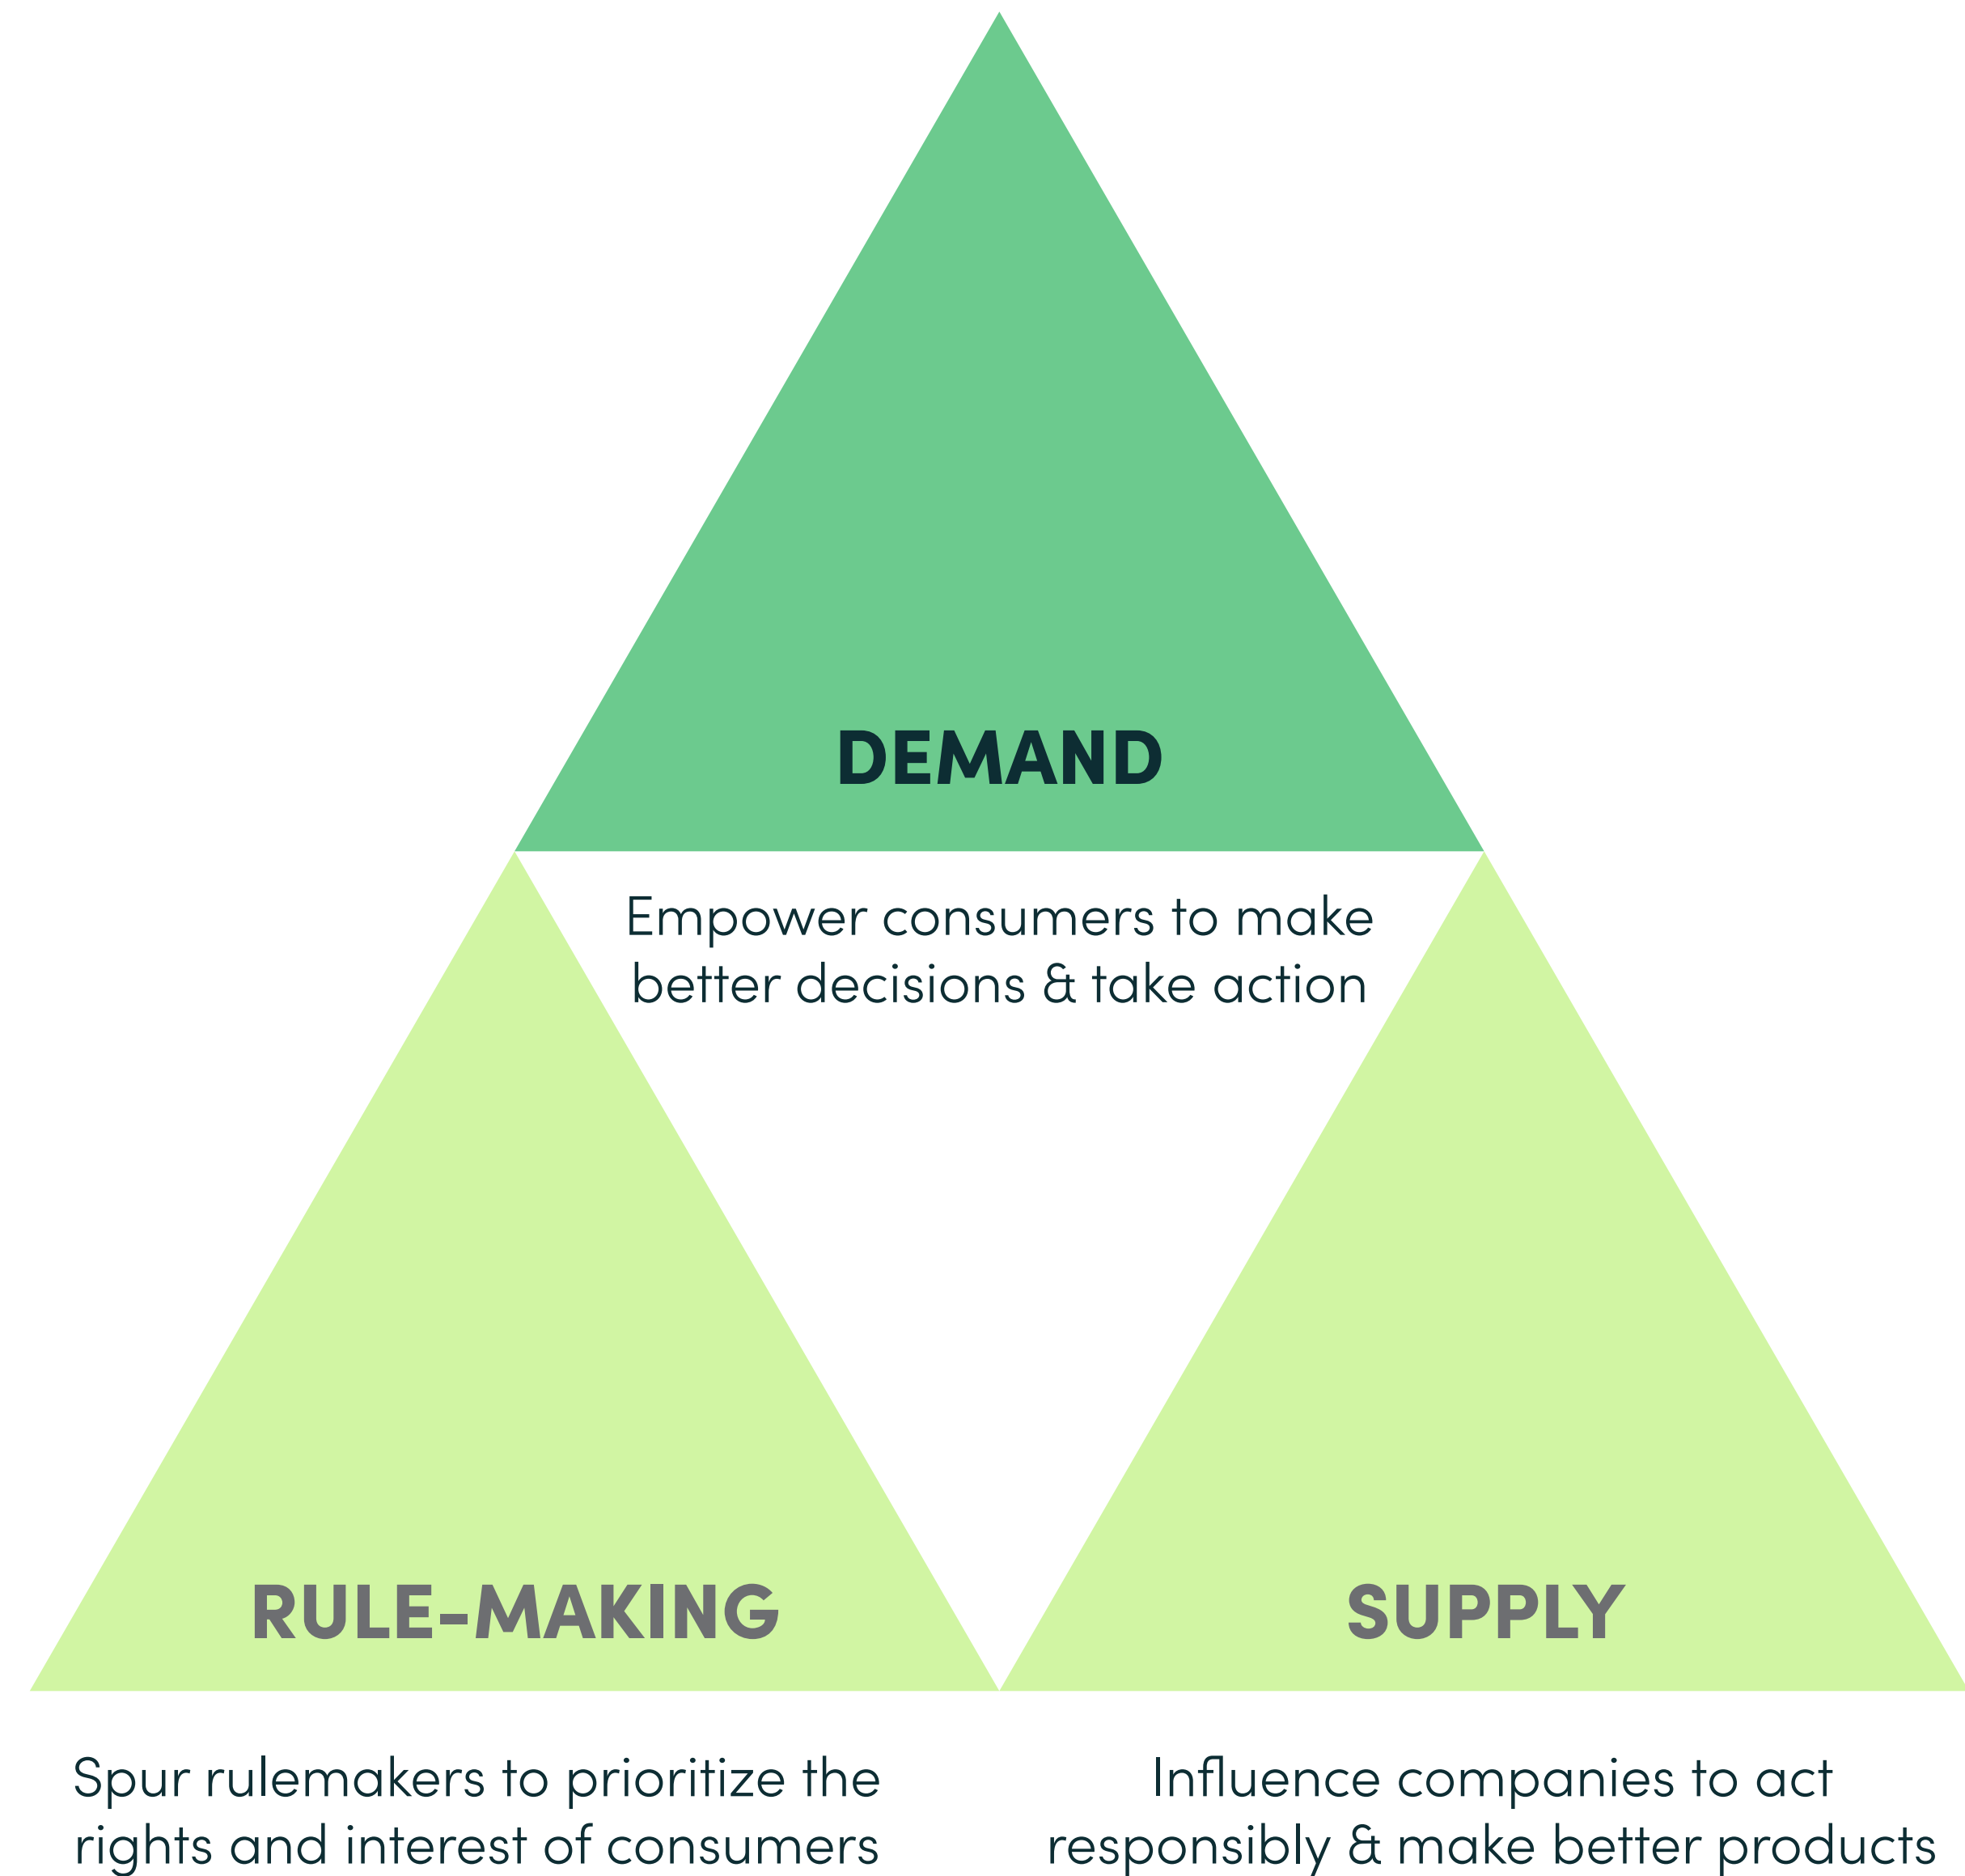 DEMAND
Empower consumers to make
better decisions & take action
RULE-MAKING
Spur rulemakers to prioritize the
rights and interest of consumers
SUPPLY
Influence companies to act
responsibly & make better products